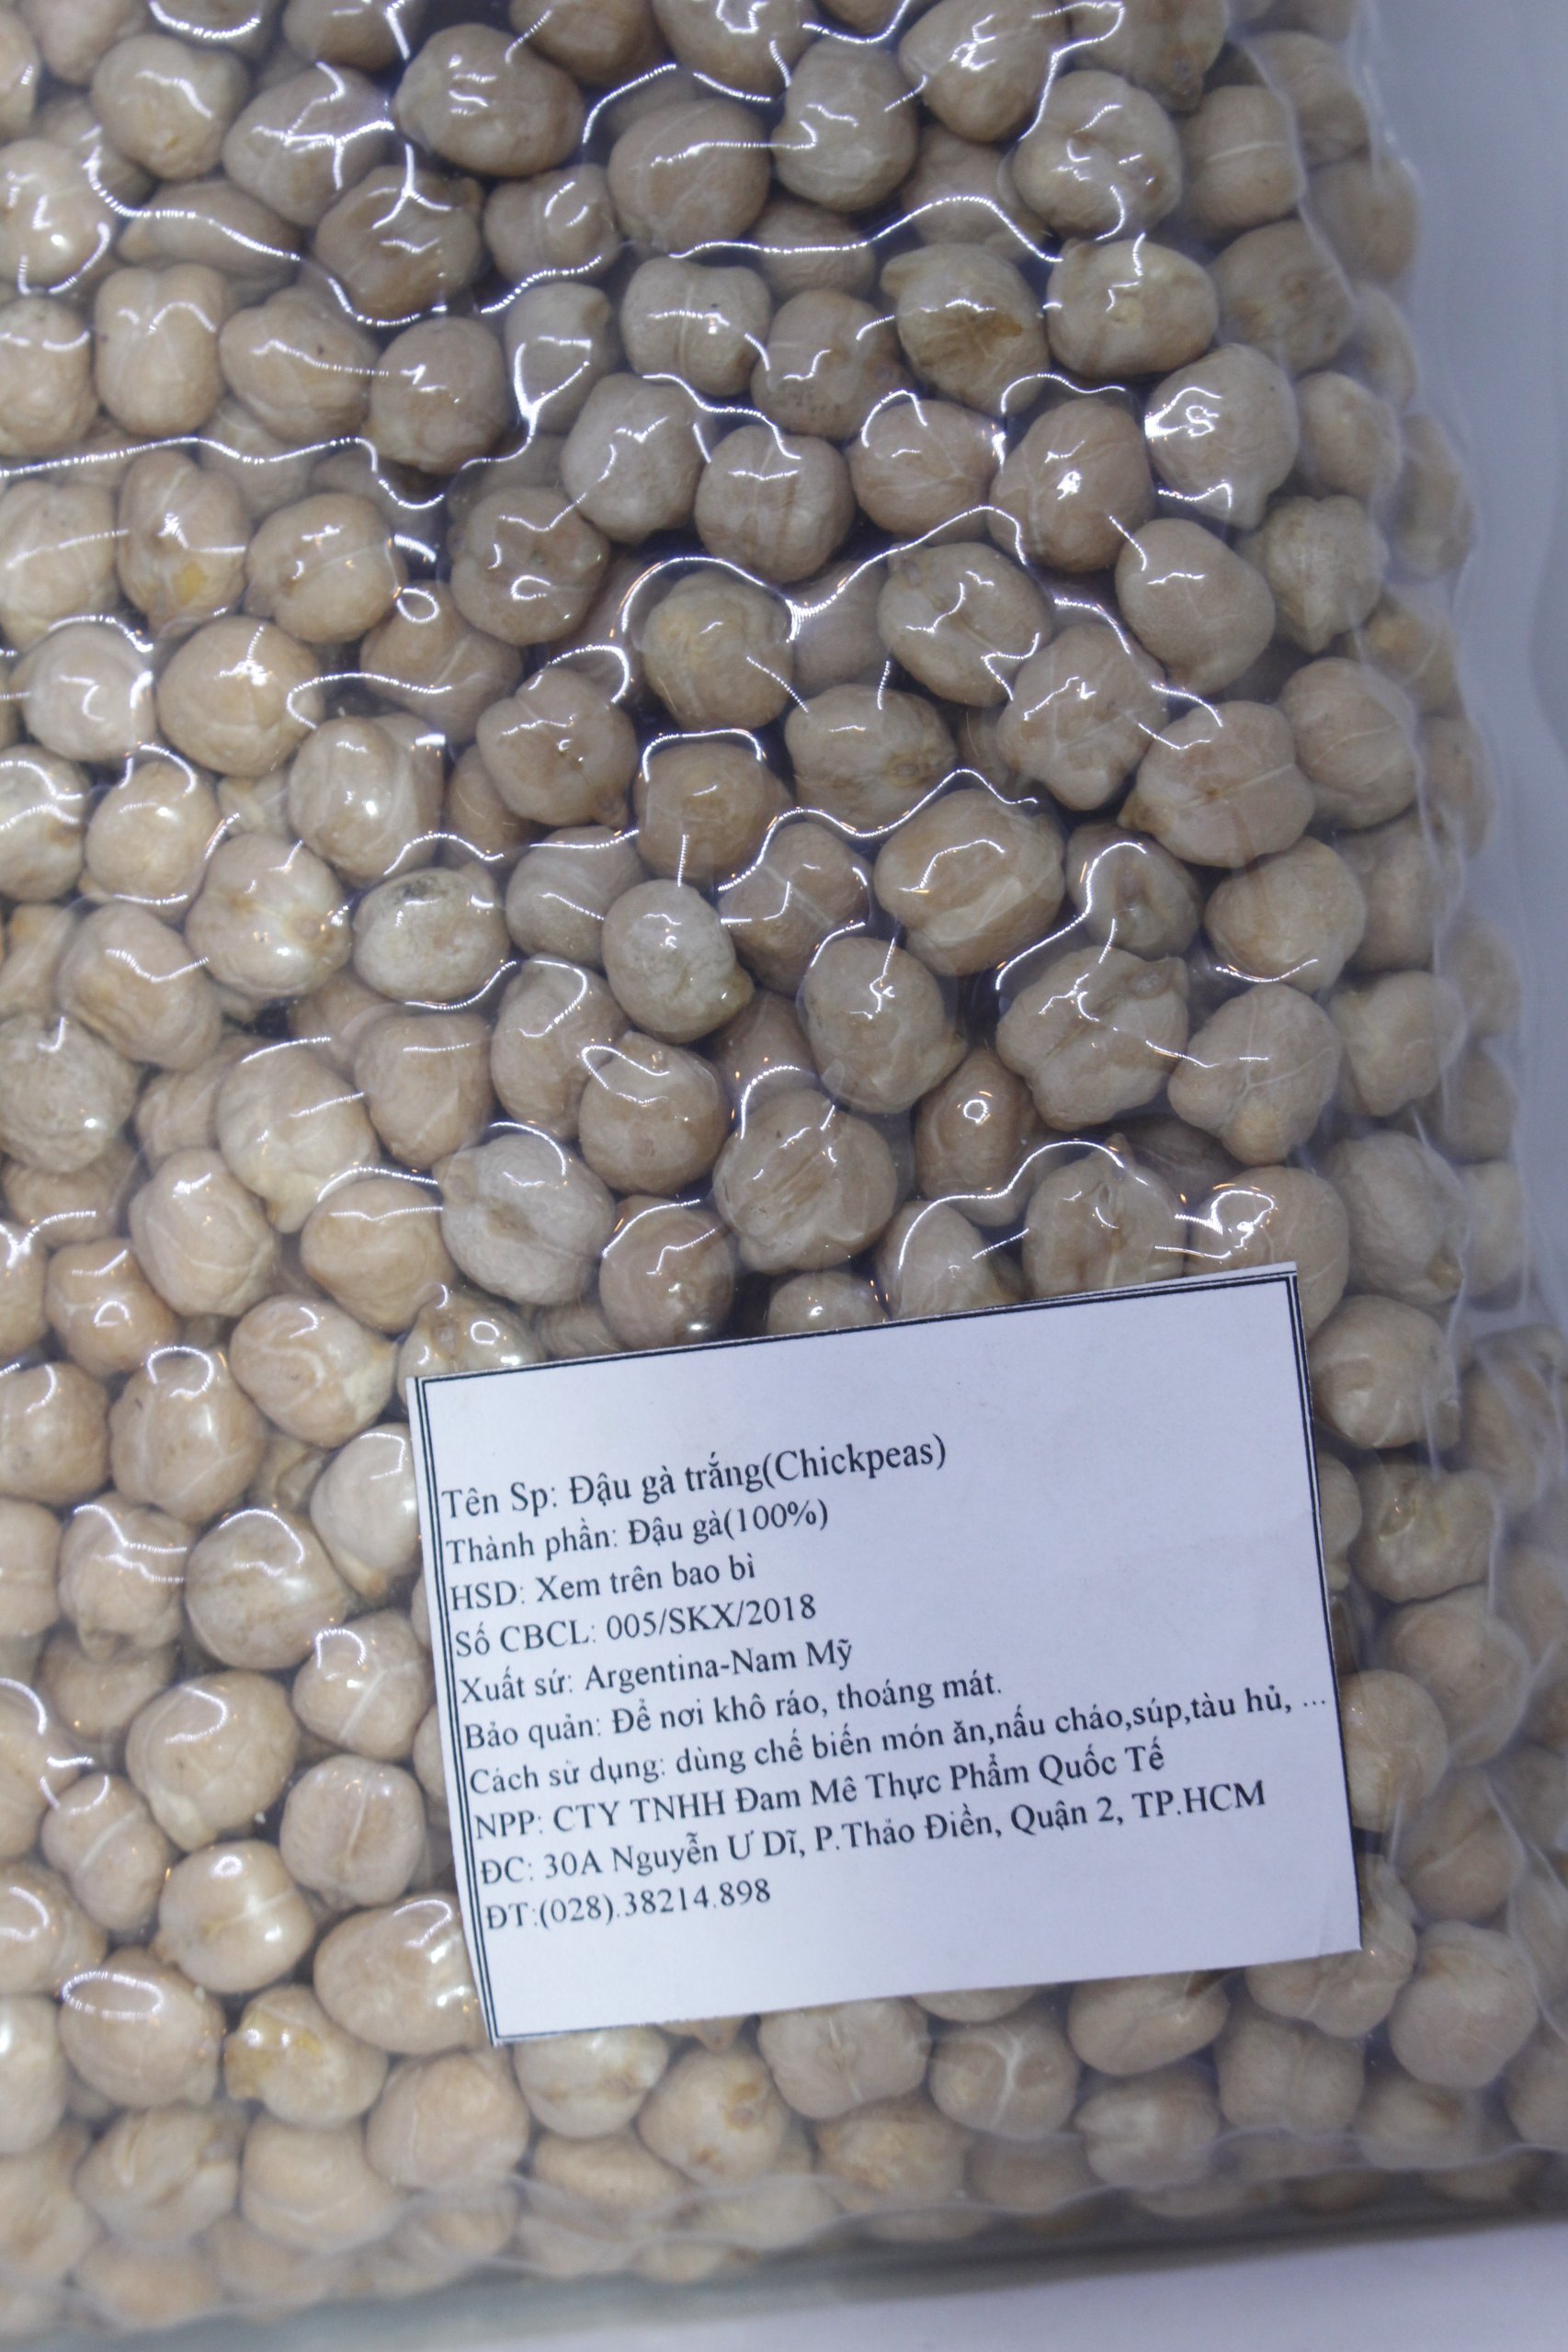 Tên Sp: Đậu gà trắng(Chickpeas)
Thành phần: Đậu gà(100%)
HSD: Xem trên bao bì
Số CBCL: 005/SKX/2018
Xuất sứ: Argentina-Nam Mỹ
Bảo quản: Để nơi khô ráo, thoáng mát.
Cách sử dụng: dùng chế biến món ăn,nấu cháo,súp,tàu hủ, ...
NPP: CTY TNHH Đam Mê Thực Phẩm Quốc Tế
ĐC: 30A Nguyễn Ư Dĩ, P.Thảo Điền, Quận 2, TP.HCM
ĐT:(028).38214.898